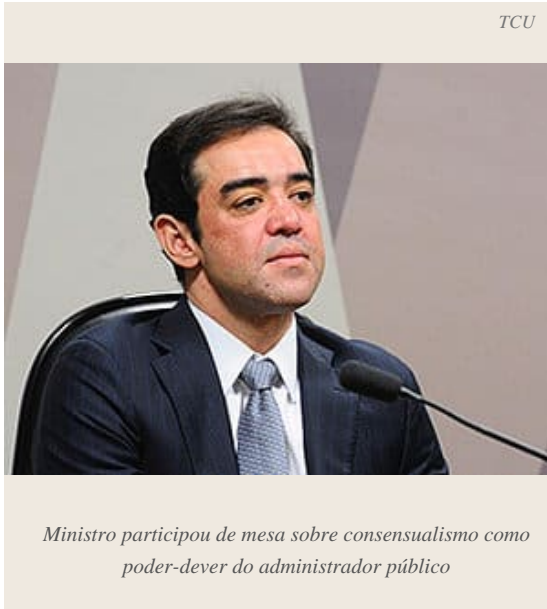 TCU
Ministro participou de mesa sobre consensualismo como
poder-dever do administrador público